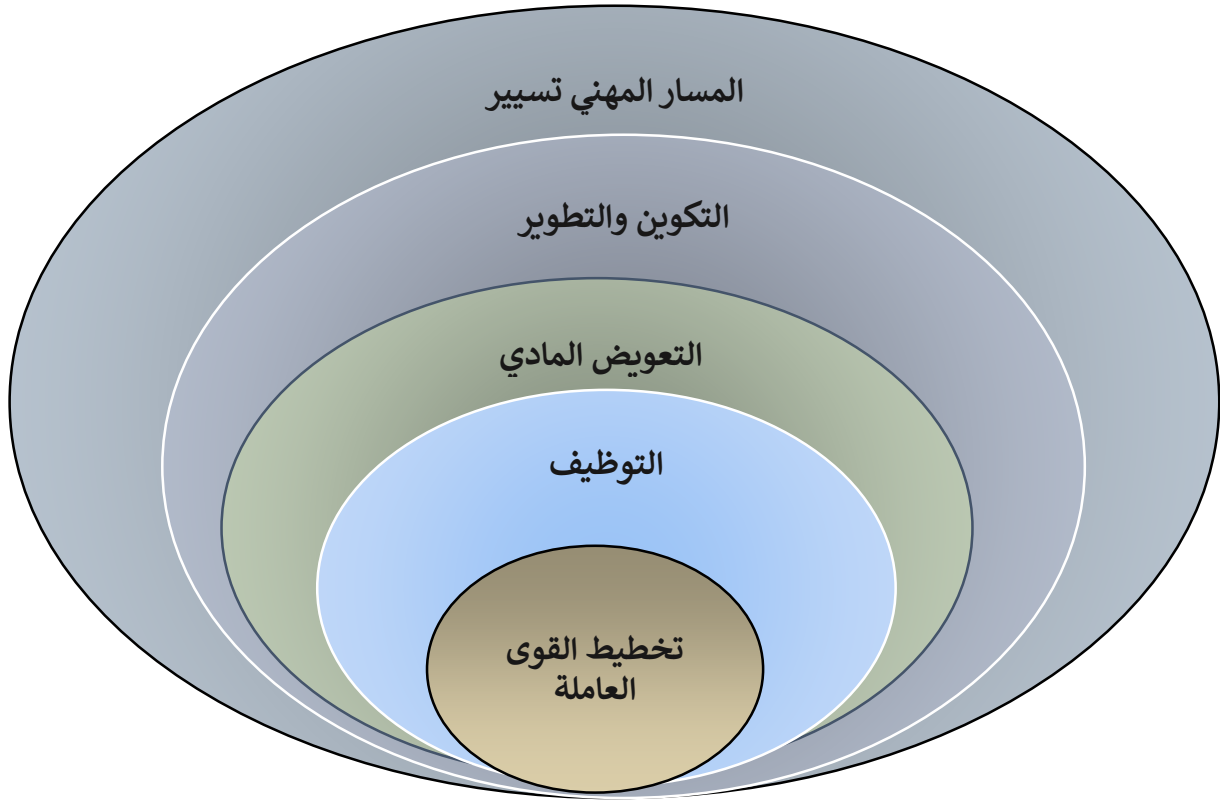 المسار المهني تسيير
التكوين والتطوير
التعويض المادي
التوظيف
تخطيط القوى
العاملة